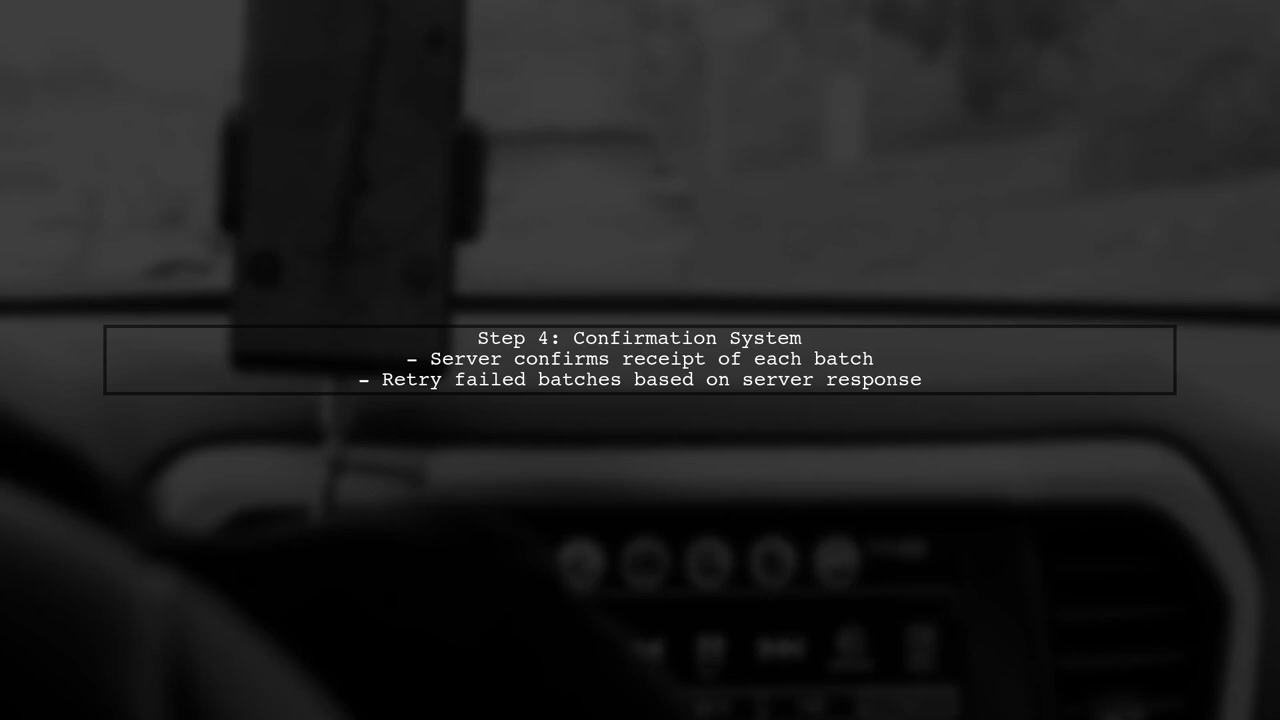 Step 4: Confirmation System
- Server confirms receipt of each batch
- Retry failed batches based on server response